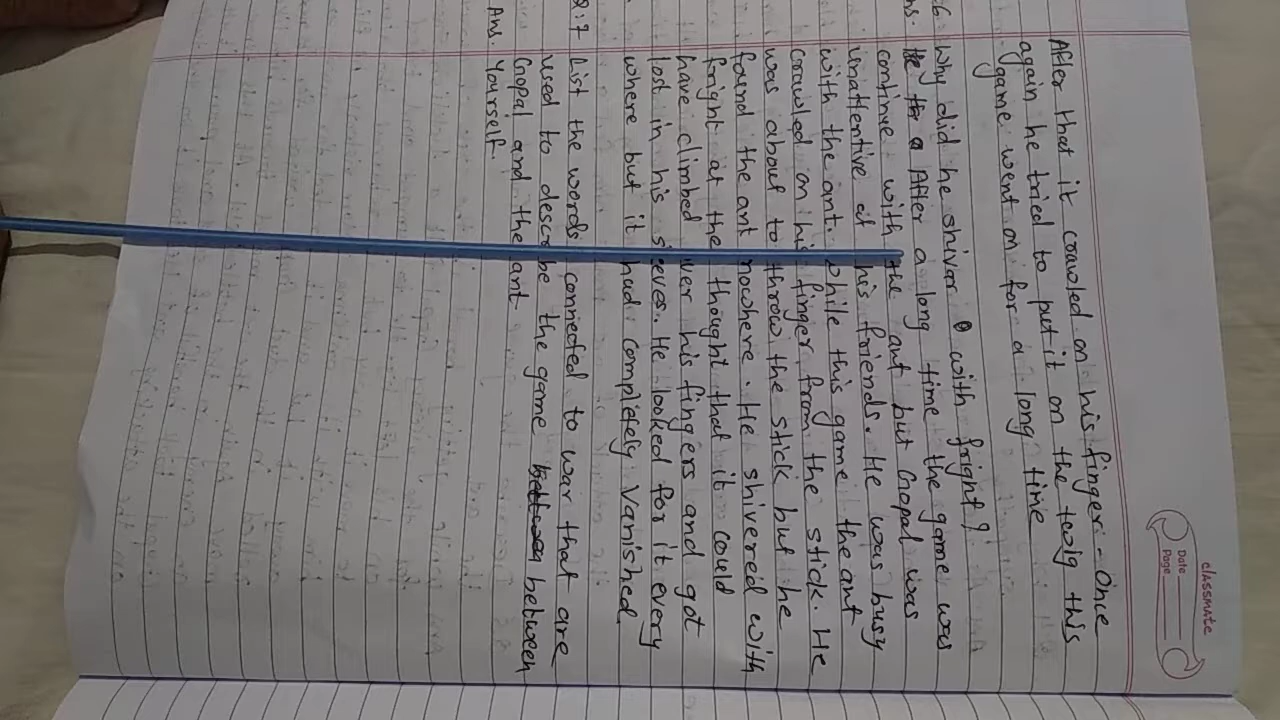 classmate
Date
Page
After that it crawled on his finger. Once
again he tried to put it on the twig this
game went on for a long time
6. Why did he shivor with fright?
ns. After a long time the game was
continue with the ant but Gopal was
unattentive of his friends. He was busy
with the ant. While this game the ant
crawled on his finger from the stick. He
was about to throw the stick but he
found the ant nowhere. He shivered with
fright at the thought that it could
have climbed over his fingers and got
lost in his sleeves. He looked for it every
where but it had completely vanished.
Q.7 List the words connected to war that are
used to describe the game between
Gopal and the ant
Ans. Yourself.